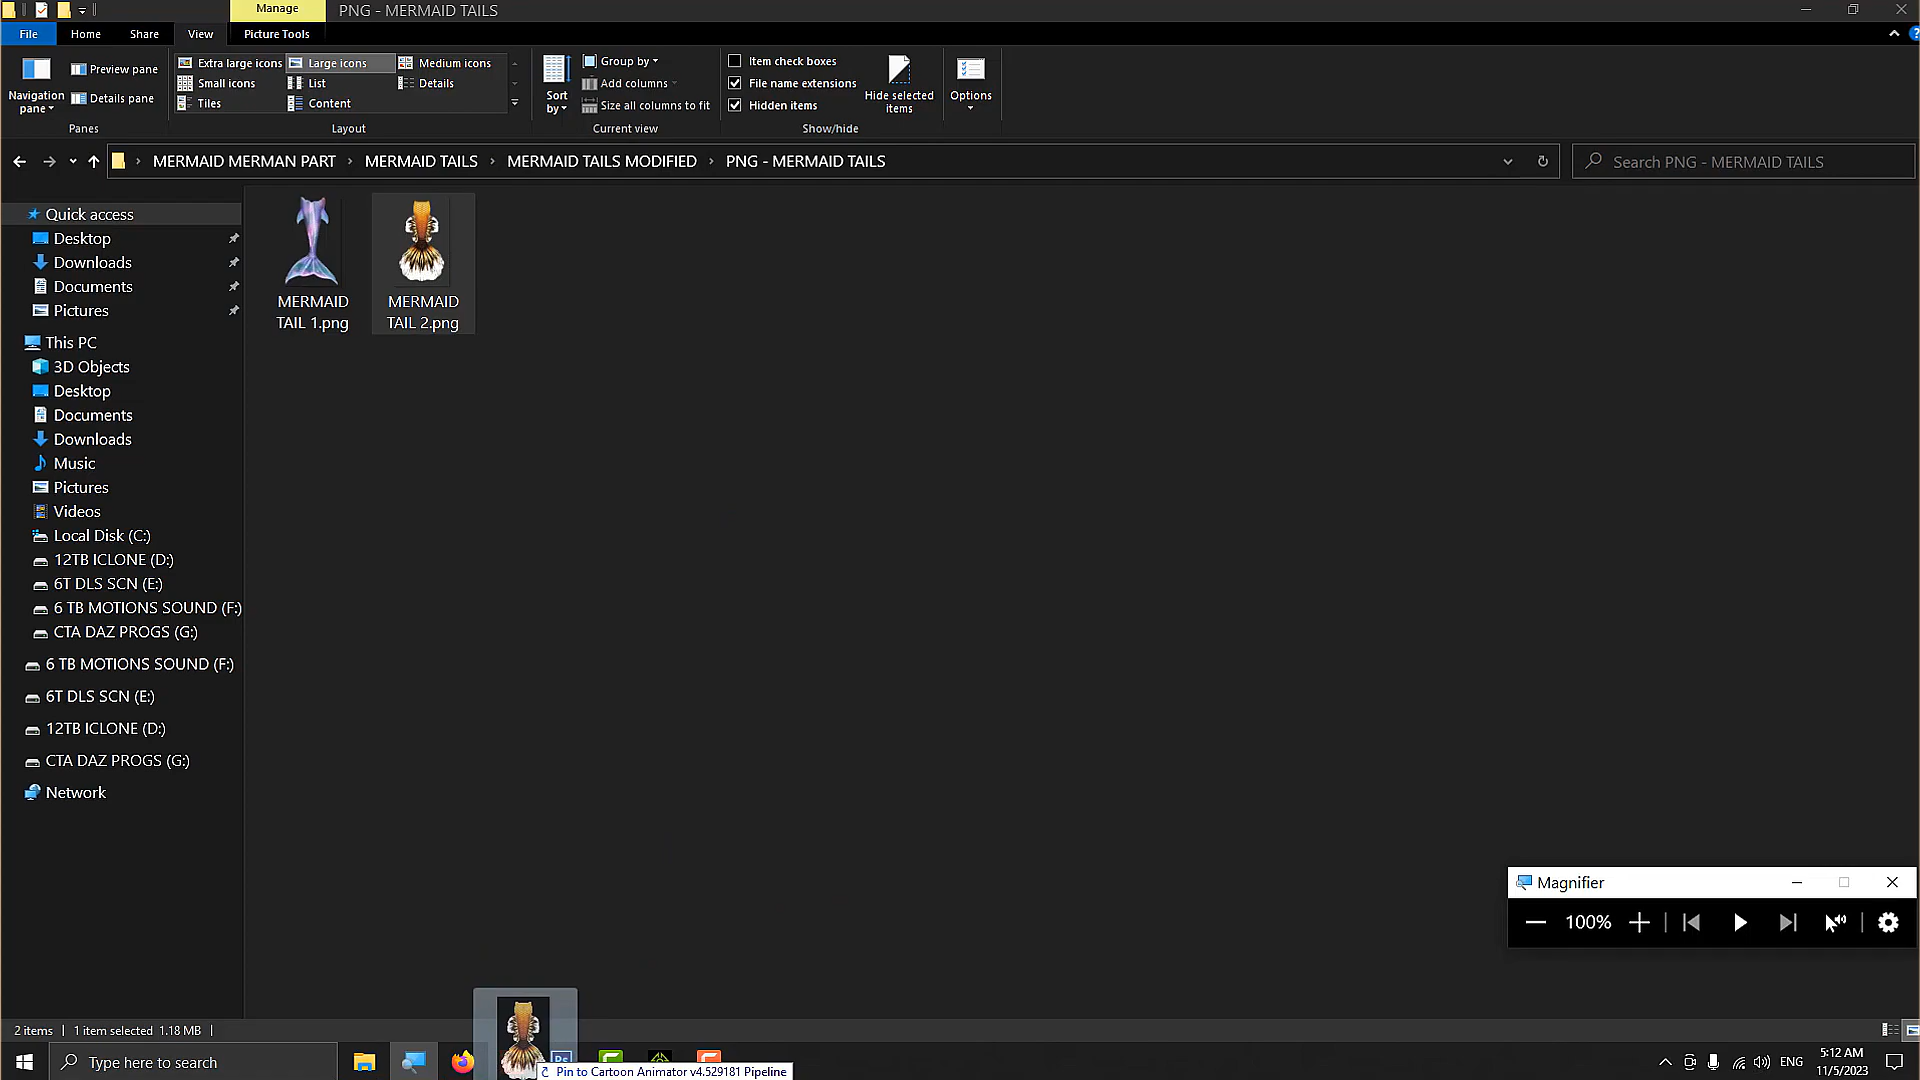 Manage
PNG - MERMAID TAILS
File
Home
Share
View
Picture Tools
Navigation pane
Preview pane
Details pane
Panes
Extra large icons
Large icons
Medium icons
Small icons
List
Details
Tiles
Content
Layout
Sort by
Group by
Add columns
Size all columns to fit
Current view
Item check boxes
File name extensions
Hidden items
Hide selected items
Show/hide
Options
MERMAID MERMAN PART > MERMAID TAILS > MERMAID TAILS MODIFIED > PNG - MERMAID TAILS
Search PNG - MERMAID TAILS
Quick access
Desktop
Downloads
Documents
Pictures
This PC
3D Objects
Desktop
Documents
Downloads
Music
Pictures
Videos
Local Disk (C:)
12TB ICLONE (D:)
6T DLS SCN (E:)
6 TB MOTIONS SOUND (F:)
CTA DAZ PROGS (G:)
6 TB MOTIONS SOUND (F:)
6T DLS SCN (E:)
12TB ICLONE (D:)
CTA DAZ PROGS (G:)
Network
MERMAID
TAIL 1.png
MERMAID
TAIL 2.png
Magnifier
100%
2 items
1 item selected 1.18 MB
Type here to search
Ps
Pin to Cartoon Animator v4.529181 Pipeline
ENG
5:12 AM
11/5/2023